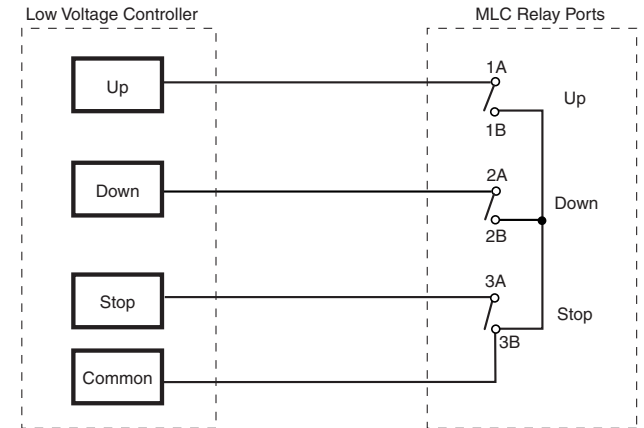 Low Voltage Controller
MLC Relay Ports
Up
1A
Up
1B
Down
2A
Down
2B
Stop
3A
Stop
3B
Common